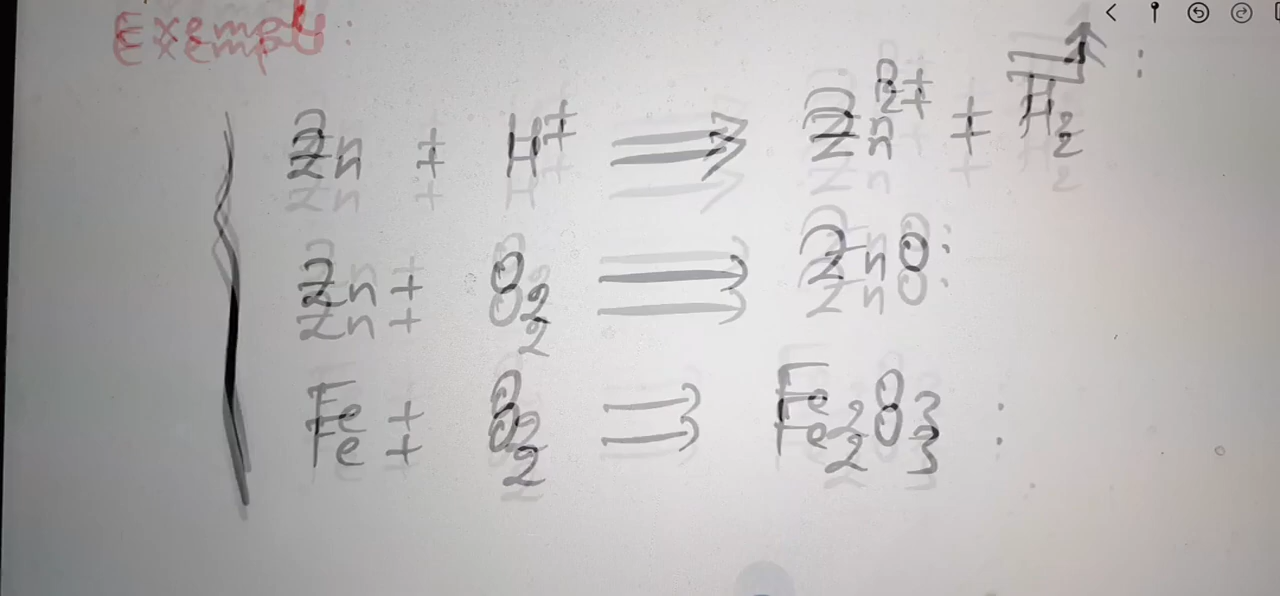 Exemple :
Zn + H⁺ → Zn²⁺ + H₂ :
Zn + O₂ → ZnO :
Fe + O₂ → Fe₂O₃ :